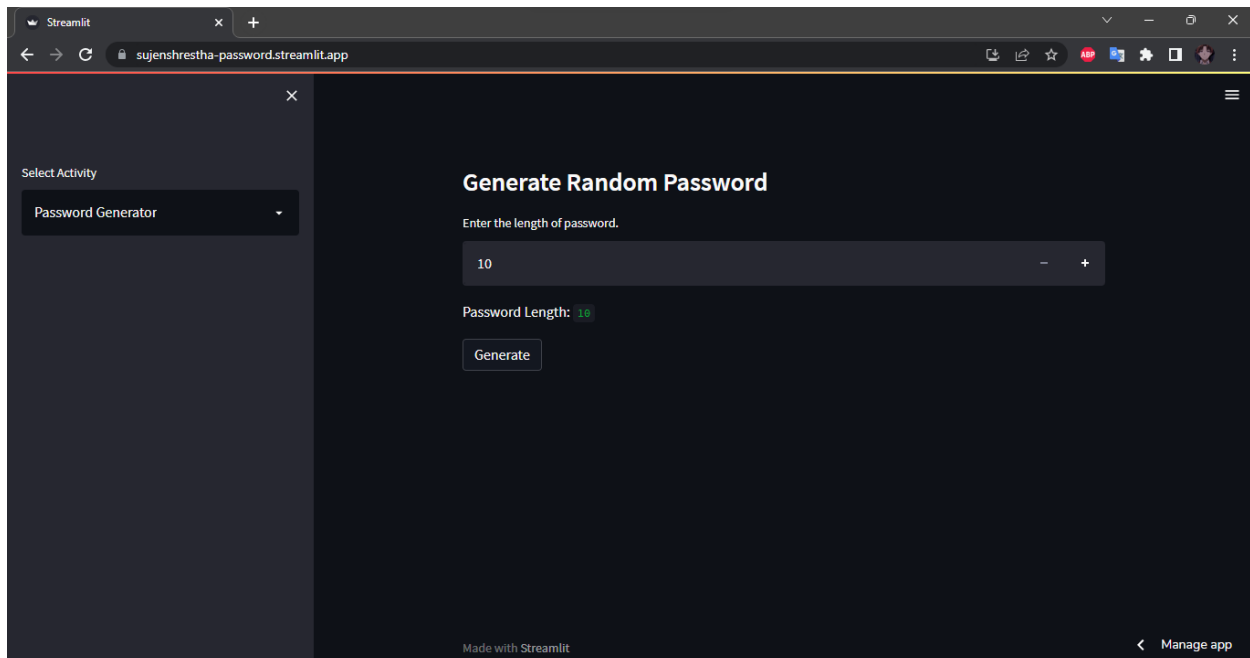 Streamlit
sujenshrestha-password.streamlit.app
ABP
Select Activity
Password Generator
Generate Random Password
Enter the length of password.
10
Password Length: 10
Generate
Made with Streamlit
Manage app